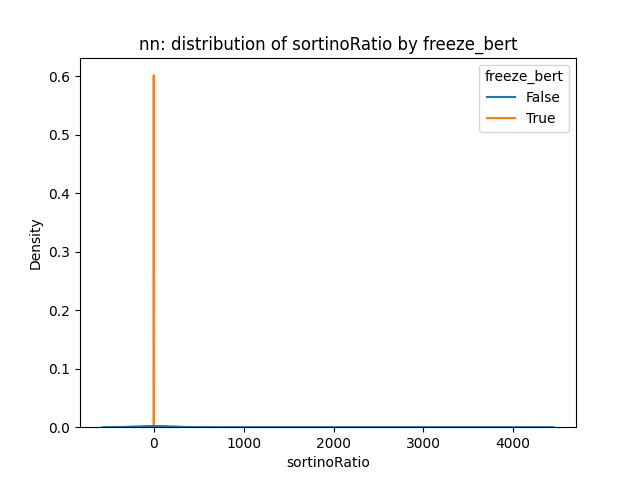 nn: distribution of sortinoRatio by freeze_bert
freeze_bert
False
True
0.6
0.5
0.4
0.3
0.2
0.1
0.0
Density
0
1000
2000
3000
4000
sortinoRatio